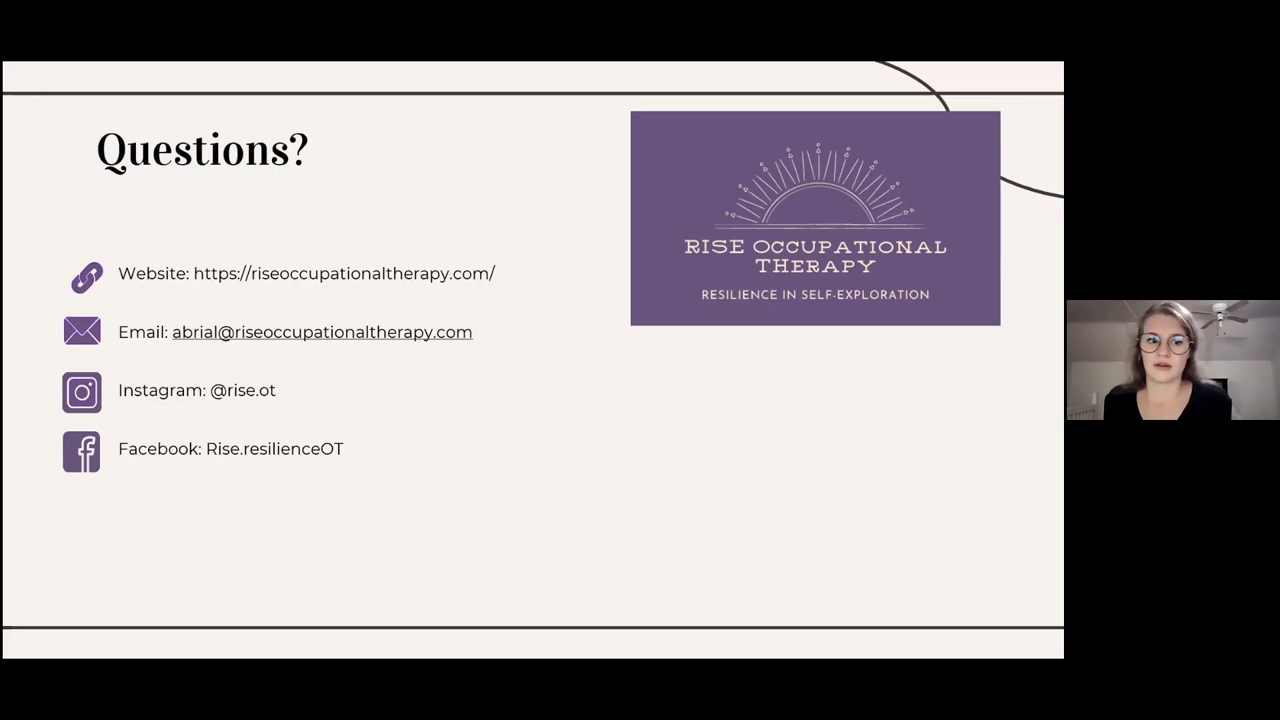 Questions?
RISE OCCUPATIONAL
THERAPY
RESILIENCE IN SELF-EXPLORATION
Website: https://riseoccupationaltherapy.com/
Email: abrial@riseoccupationaltherapy.com
Instagram: @rise.ot
Facebook: Rise.resilienceOT